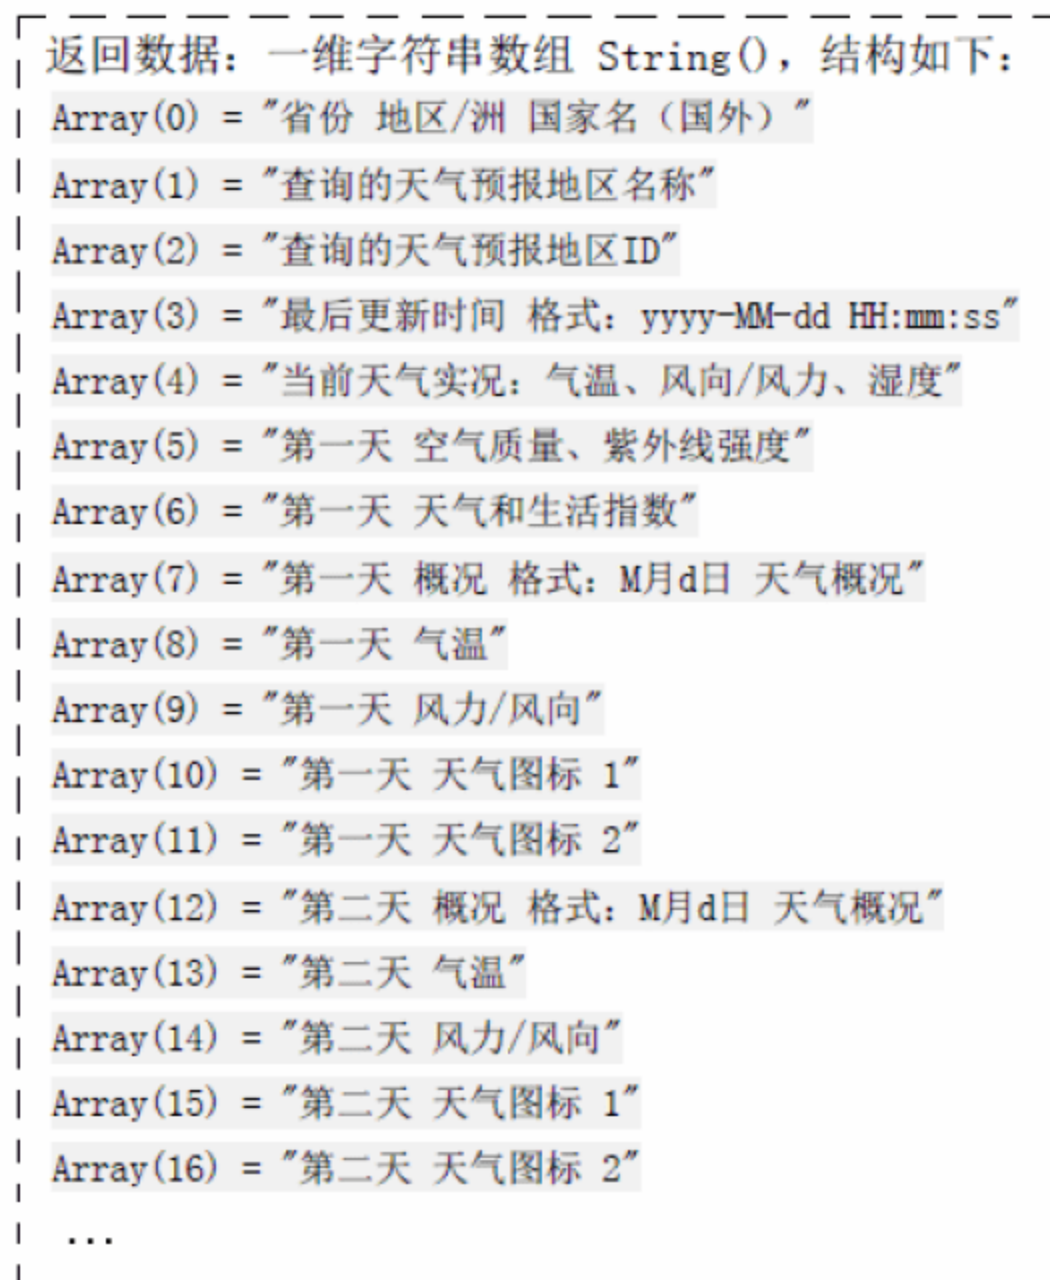 返回数据：一维字符串数组 String()，结构如下：
Array(0) = "省份 地区/洲 国家名（国外）"
Array(1) = "查询的天气预报地区名称"
Array(2) = "查询的天气预报地区ID"
Array(3) = "最后更新时间 格式：yyyy-MM-dd HH:mm:ss"
Array(4) = "当前天气实况：气温、风向/风力、湿度"
Array(5) = "第一天 空气质量、紫外线强度"
Array(6) = "第一天 天气和生活指数"
Array(7) = "第一天 概况 格式：M月d日 天气概况"
Array(8) = "第一天 气温"
Array(9) = "第一天 风力/风向"
Array(10) = "第一天 天气图标 1"
Array(11) = "第一天 天气图标 2"
Array(12) = "第二天 概况 格式：M月d日 天气概况"
Array(13) = "第二天 气温"
Array(14) = "第二天 风力/风向"
Array(15) = "第二天 天气图标 1"
Array(16) = "第二天 天气图标 2"
...